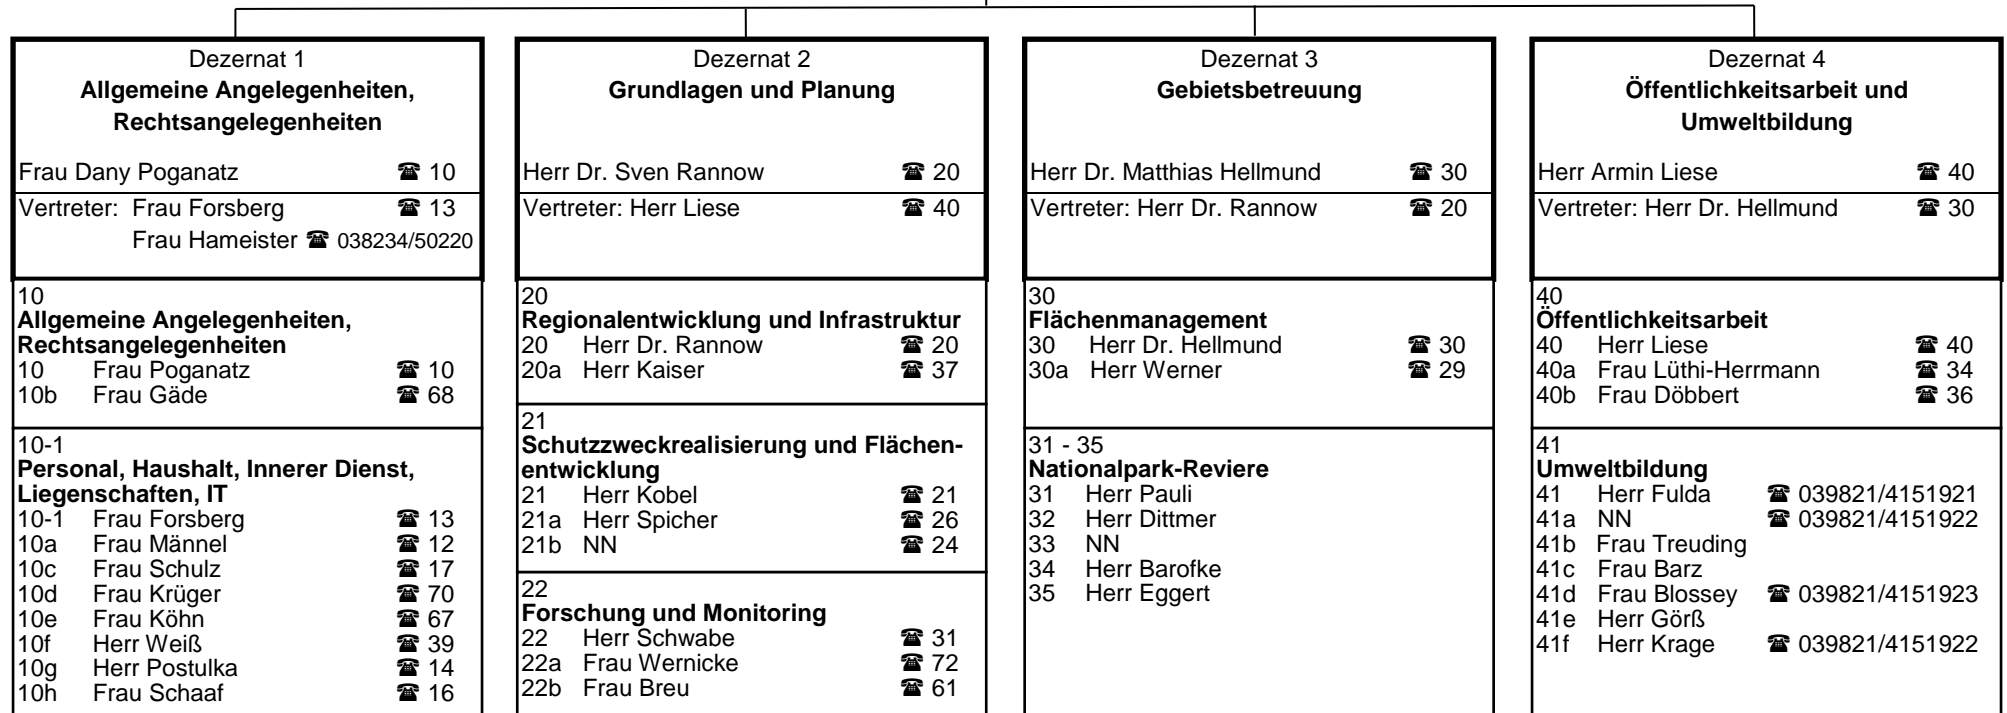 Dezernat 1
Allgemeine Angelegenheiten,
Rechtsangelegenheiten
Frau Dany Poganatz ☎ 10
Vertreter: Frau Forsberg ☎ 13
Frau Hameister ☎ 038234/50220
10
Allgemeine Angelegenheiten,
Rechtsangelegenheiten
10 Frau Poganatz ☎ 10
10b Frau Gäde ☎ 68
10-1
Personal, Haushalt, Innerer Dienst,
Liegenschaften, IT
10-1 Frau Forsberg ☎ 13
10a Frau Männel ☎ 12
10c Frau Schulz ☎ 17
10d Frau Krüger ☎ 70
10e Frau Köhn ☎ 67
10f Herr Weiß ☎ 39
10g Herr Postulka ☎ 14
10h Frau Schaaf ☎ 16
Dezernat 2
Grundlagen und Planung
Herr Dr. Sven Rannow ☎ 20
Vertreter: Herr Liese ☎ 40
20
Regionalentwicklung und Infrastruktur
20 Herr Dr. Rannow ☎ 20
20a Herr Kaiser ☎ 37
21
Schutzzweckrealisierung und Flächen-
entwicklung
21 Herr Kobel ☎ 21
21a Herr Spicher ☎ 26
21b NN ☎ 24
22
Forschung und Monitoring
22 Herr Schwabe ☎ 31
22a Frau Wernicke ☎ 72
22b Frau Breu ☎ 61
Dezernat 3
Gebietsbetreuung
Herr Dr. Matthias Hellmund ☎ 30
Vertreter: Herr Dr. Rannow ☎ 20
30
Flächenmanagement
30 Herr Dr. Hellmund ☎ 30
30a Herr Werner ☎ 29
31 - 35
Nationalpark-Reviere
31 Herr Pauli
32 Herr Dittmer
33 NN
34 Herr Barofke
35 Herr Eggert
Dezernat 4
Öffentlichkeitsarbeit und
Umweltbildung
Herr Armin Liese ☎ 40
Vertreter: Herr Dr. Hellmund ☎ 30
40
Öffentlichkeitsarbeit
40 Herr Liese ☎ 40
40a Frau Lüthi-Herrmann ☎ 34
40b Frau Döbbert ☎ 36
41
Umweltbildung
41 Herr Fulda ☎ 039821/4151921
41a NN ☎ 039821/4151922
41b Frau Treuding
41c Frau Barz
41d Frau Blossey ☎ 039821/4151923
41e Herr Görß
41f Herr Krage ☎ 039821/4151922